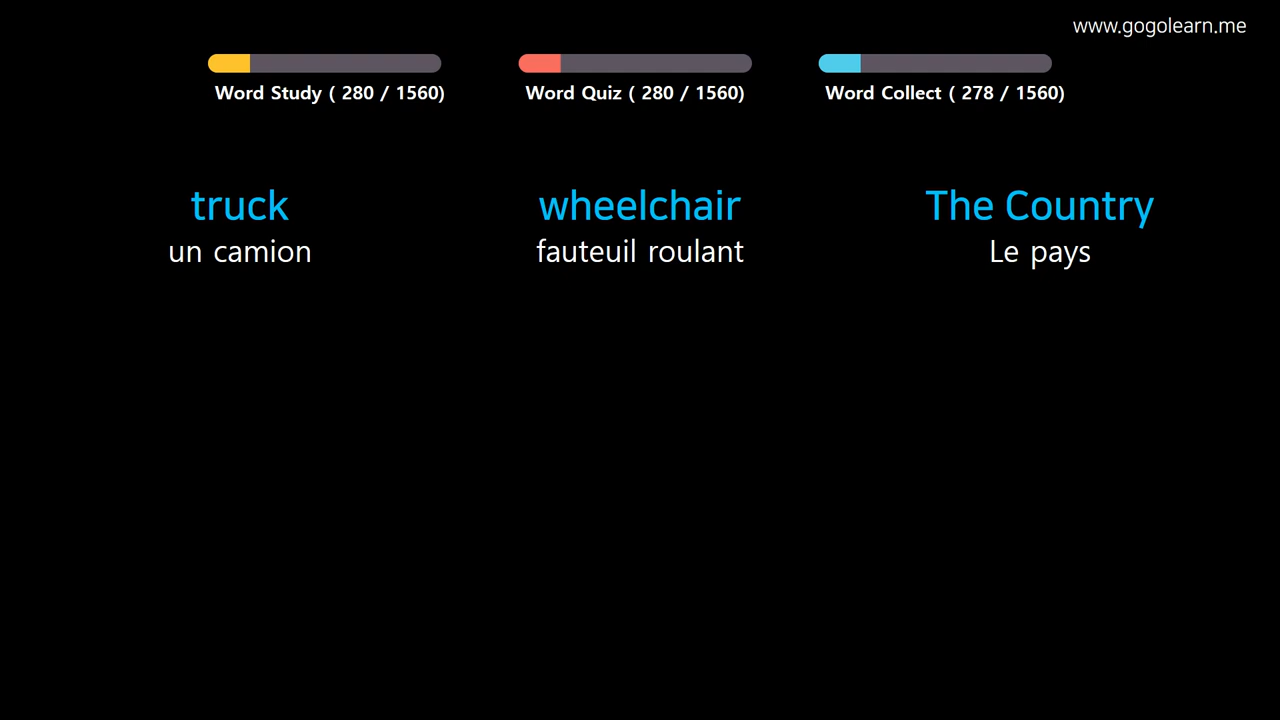 www.gogolearn.me
Word Study ( 280 / 1560)
Word Quiz ( 280 / 1560)
Word Collect ( 278 / 1560)
truck
un camion
wheelchair
fauteuil roulant
The Country
Le pays